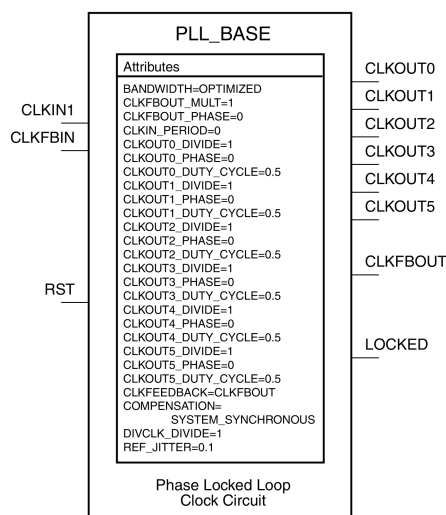 PLL_BASE
Attributes
BANDWIDTH=OPTIMIZED
CLKFBOUT_MULT=1
CLKFBOUT_PHASE=0
CLKIN_PERIOD=0
CLKOUT0_DIVIDE=1
CLKOUT0_PHASE=0
CLKOUT0_DUTY_CYCLE=0.5
CLKOUT1_DIVIDE=1
CLKOUT1_PHASE=0
CLKOUT1_DUTY_CYCLE=0.5
CLKOUT2_DIVIDE=1
CLKOUT2_PHASE=0
CLKOUT2_DUTY_CYCLE=0.5
CLKOUT3_DIVIDE=1
CLKOUT3_PHASE=0
CLKOUT3_DUTY_CYCLE=0.5
CLKOUT4_DIVIDE=1
CLKOUT4_PHASE=0
CLKOUT4_DUTY_CYCLE=0.5
CLKOUT5_DIVIDE=1
CLKOUT5_PHASE=0
CLKOUT5_DUTY_CYCLE=0.5
CLKFEEDBACK=CLKFBOUT
COMPENSATION=
SYSTEM_SYNCHRONOUS
DIVCLK_DIVIDE=1
REF_JITTER=0.1
CLKIN1
CLKFBIN
RST
CLKOUT0
CLKOUT1
CLKOUT2
CLKOUT3
CLKOUT4
CLKOUT5
CLKFBOUT
LOCKED
Phase Locked Loop
Clock Circuit